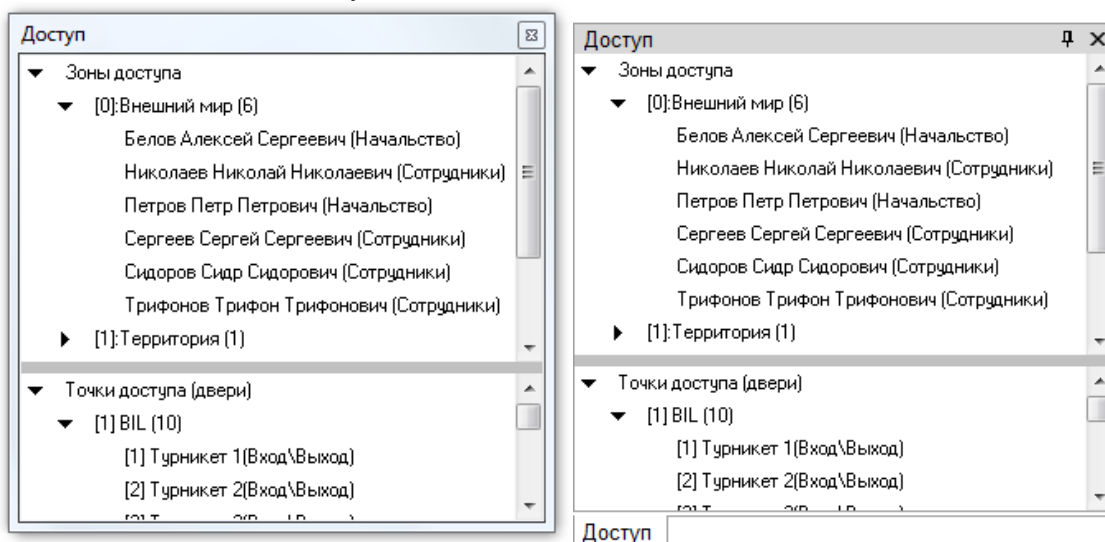 Доступ
Зоны доступа
[0]:Внешний мир (6)
Белов Алексей Сергеевич (Начальство)
Николаев Николай Николаевич (Сотрудники)
Петров Петр Петрович (Начальство)
Сергеев Сергей Сергеевич (Сотрудники)
Сидоров Сидр Сидорович (Сотрудники)
Трифонов Трифон Трифонович (Сотрудники)
[1]:Территория (1)
Точки доступа (двери)
[1] BIL (10)
[1] Турникет 1(Вход\Выход)
[2] Турникет 2(Вход\Выход)
Доступ
Зоны доступа
[0]:Внешний мир (6)
Белов Алексей Сергеевич (Начальство)
Николаев Николай Николаевич (Сотрудники)
Петров Петр Петрович (Начальство)
Сергеев Сергей Сергеевич (Сотрудники)
Сидоров Сидр Сидорович (Сотрудники)
Трифонов Трифон Трифонович (Сотрудники)
[1]:Территория (1)
Точки доступа (двери)
[1] BIL (10)
[1] Турникет 1(Вход\Выход)
[2] Турникет 2(Вход\Выход)
Доступ